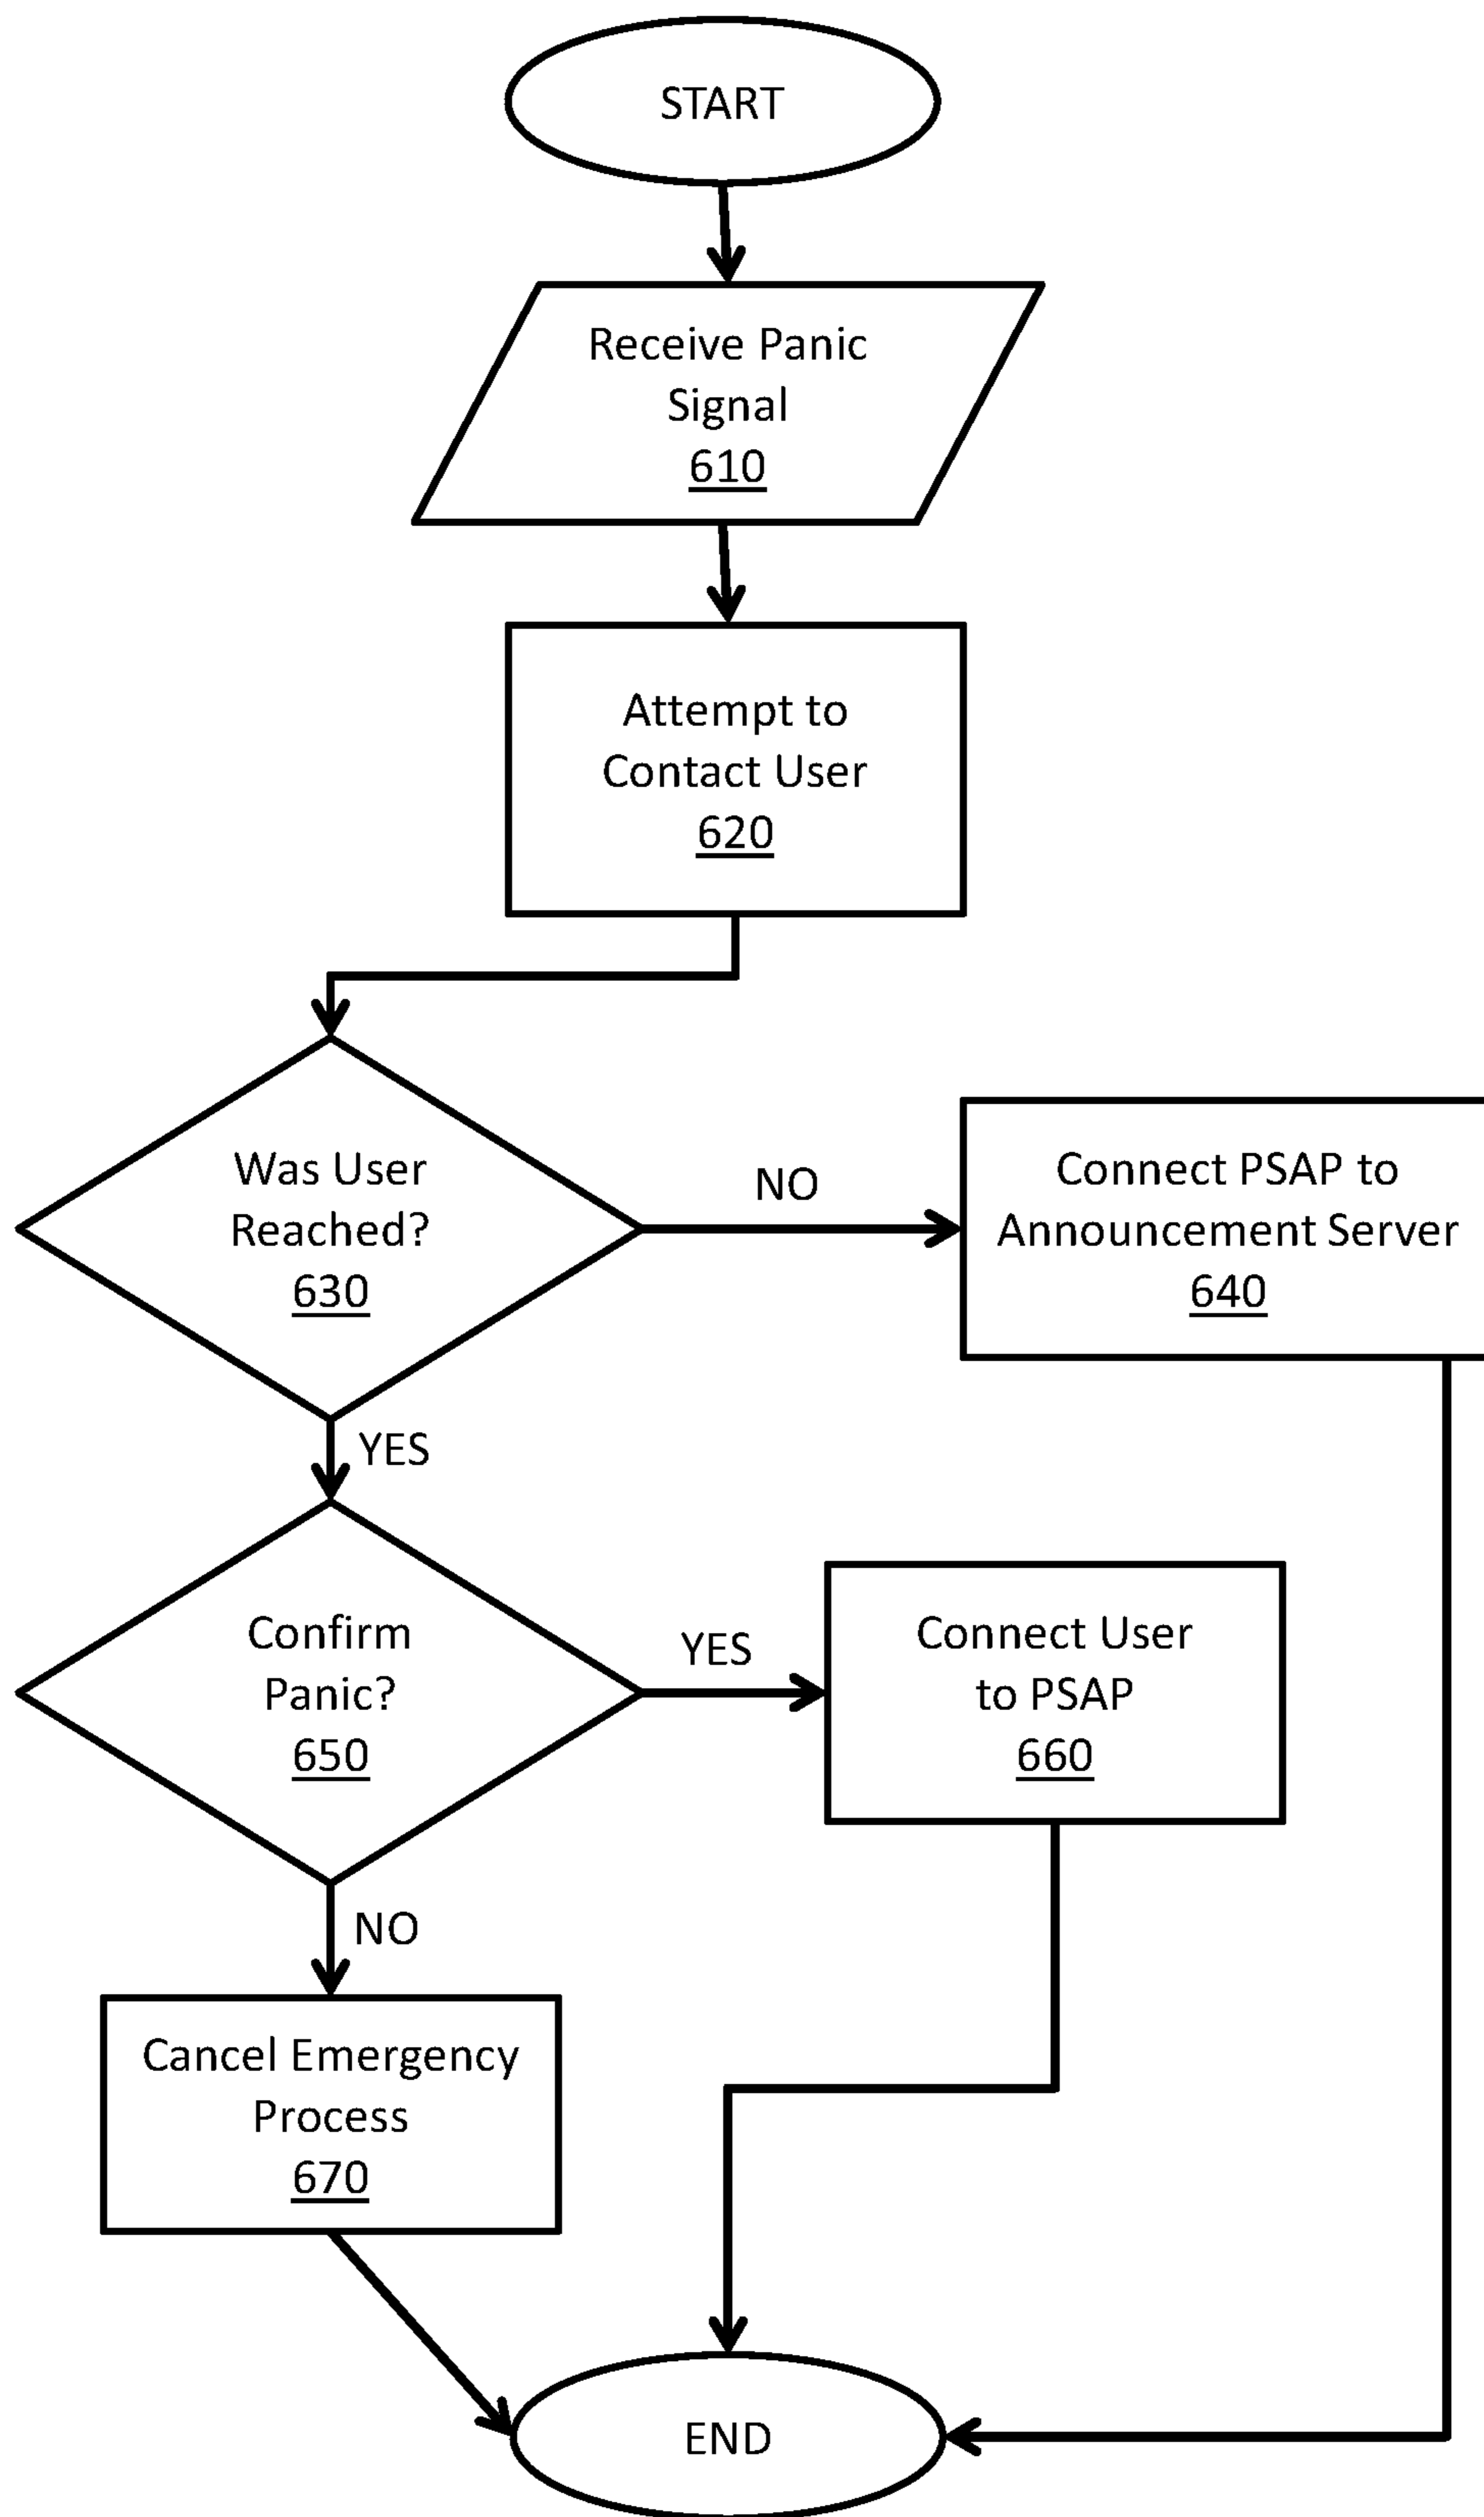 START
Receive Panic
Signal
610
Attempt to
Contact User
620
Was User
Reached?
630
NO
Connect PSAP to
Announcement Server
640
YES
Confirm
Panic?
650
YES
Connect User
to PSAP
660
NO
Cancel Emergency
Process
670
END